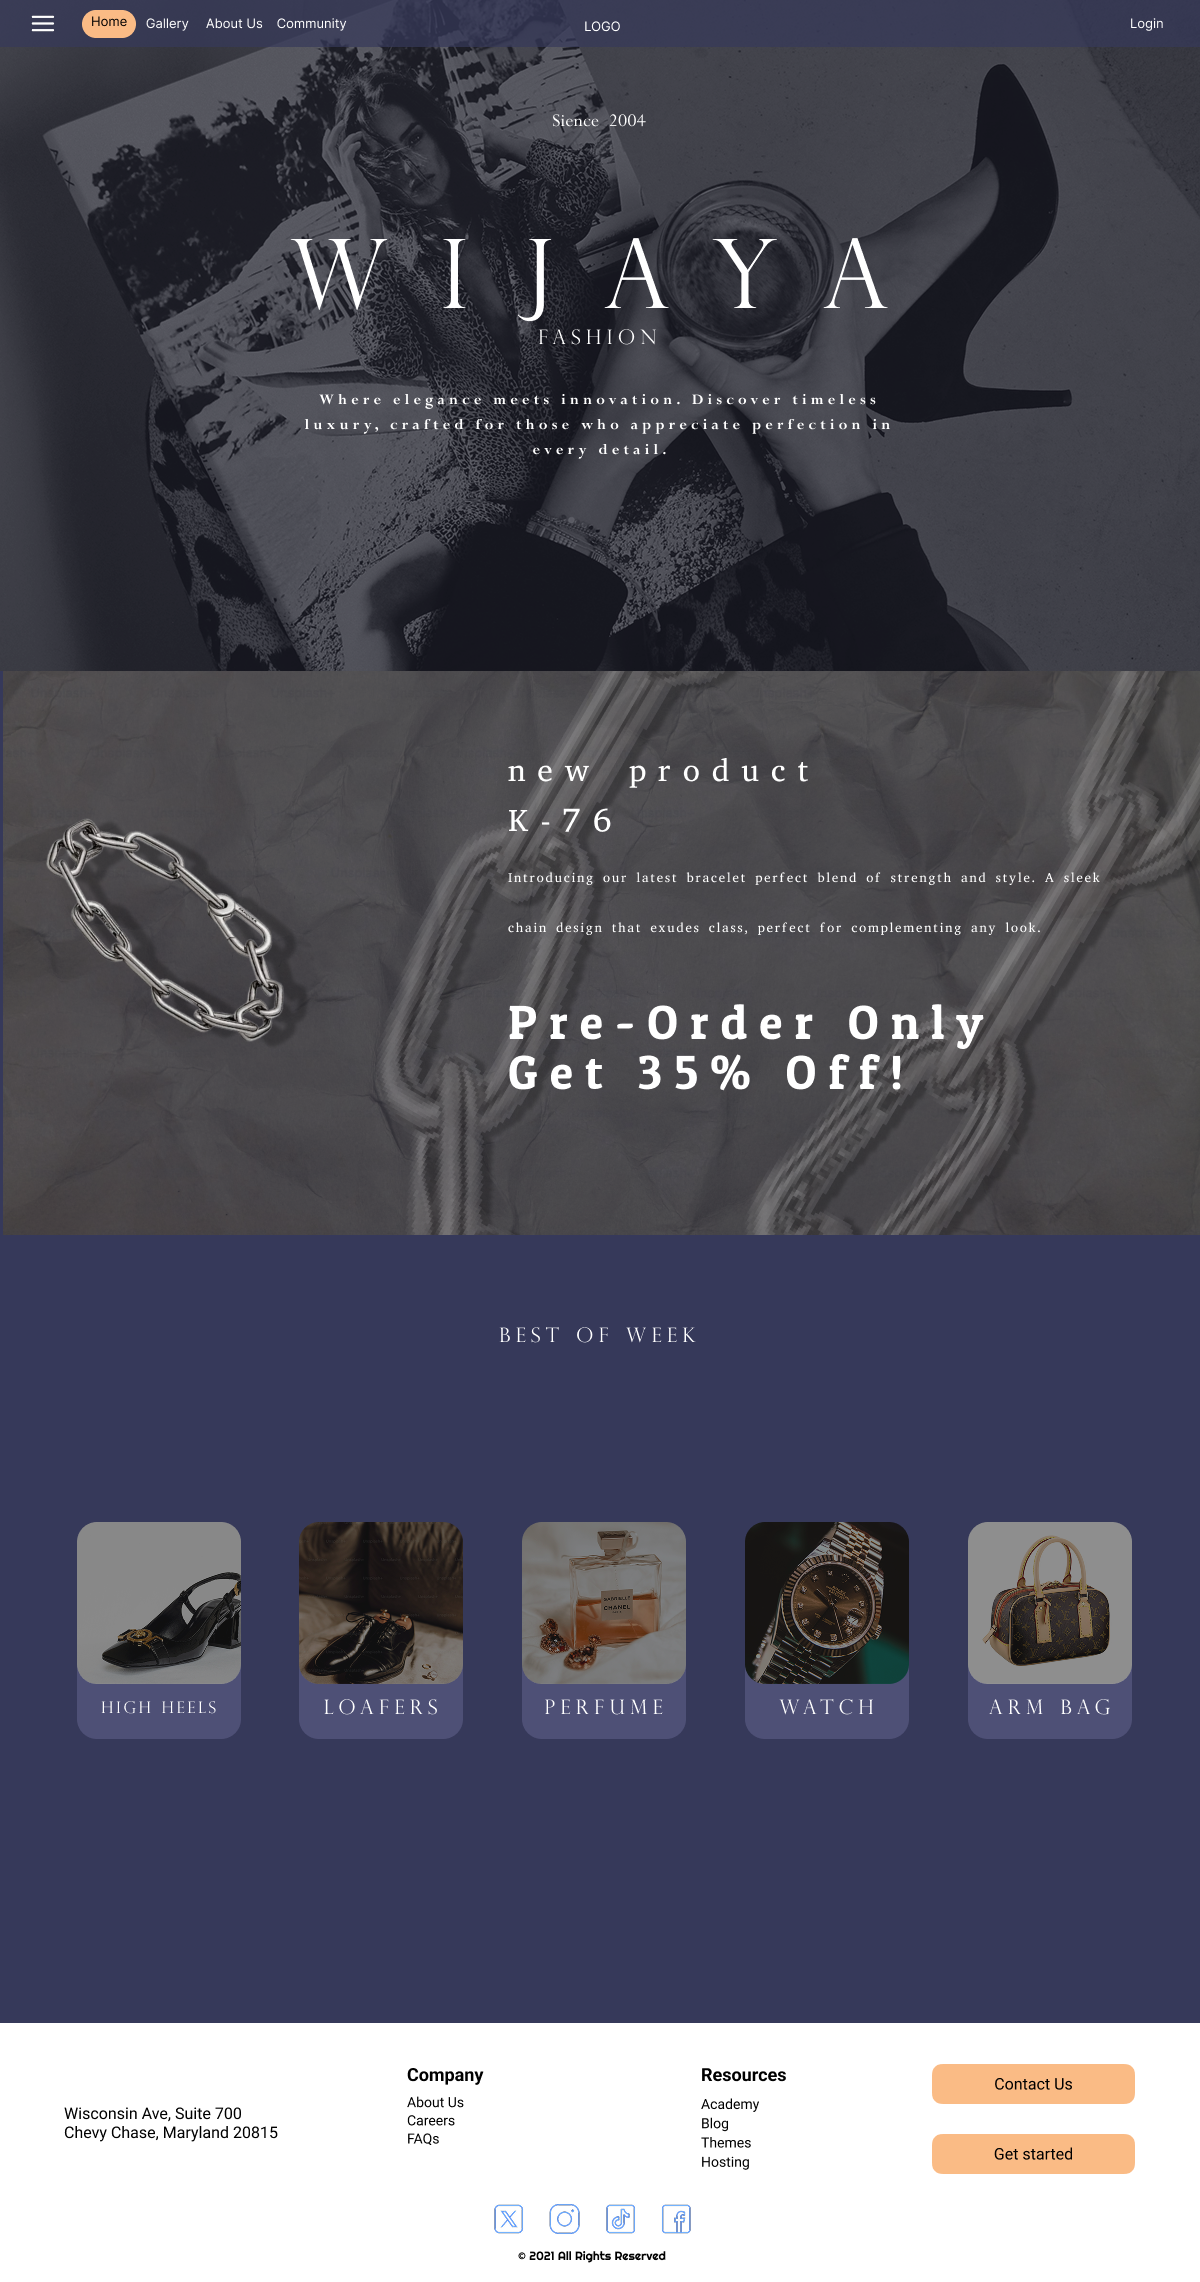 Home Gallery About Us Community LOGO Login
Sience 2004
WIJAYA
FASHION
Where elegance meets innovation. Discover timeless
luxury, crafted for those who appreciate perfection in
every detail.
new product
K-76
Introducing our latest bracelet perfect blend of strength and style. A sleek
chain design that exudes class, perfect for complementing any look.
Pre-Order Only
Get 35% Off!
BEST OF WEEK
GABRIELLE
CHANEL
HIGH HEELS
LOAFERS
PERFUME
WATCH
ARM BAG
Wisconsin Ave, Suite 700
Chevy Chase, Maryland 20815
Company
About Us
Careers
FAQs
Resources
Academy
Blog
Themes
Hosting
Contact Us
Get started
© 2021 All Rights Reserved